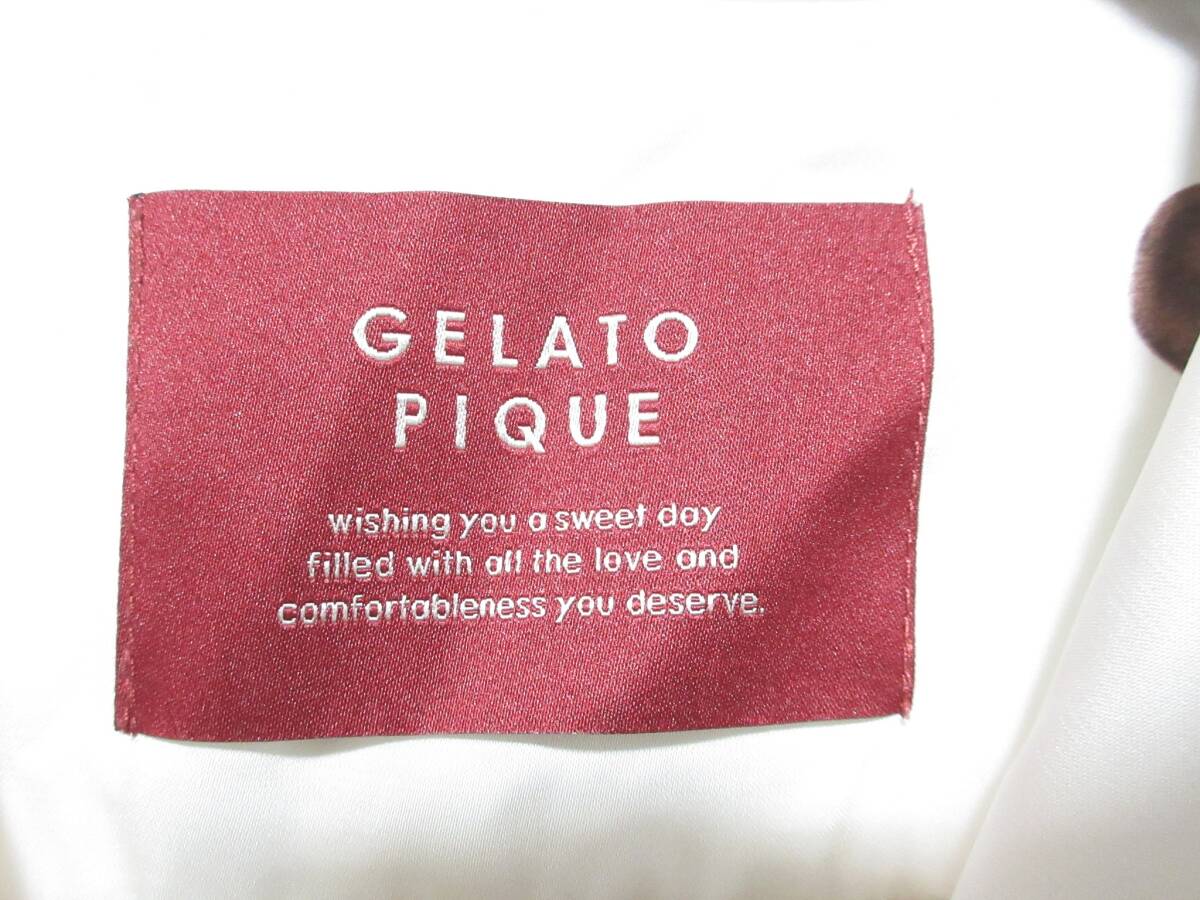 GELATO
PIQUE
wishing you a sweet day
filled with all the love and
comfortableness you deserve.